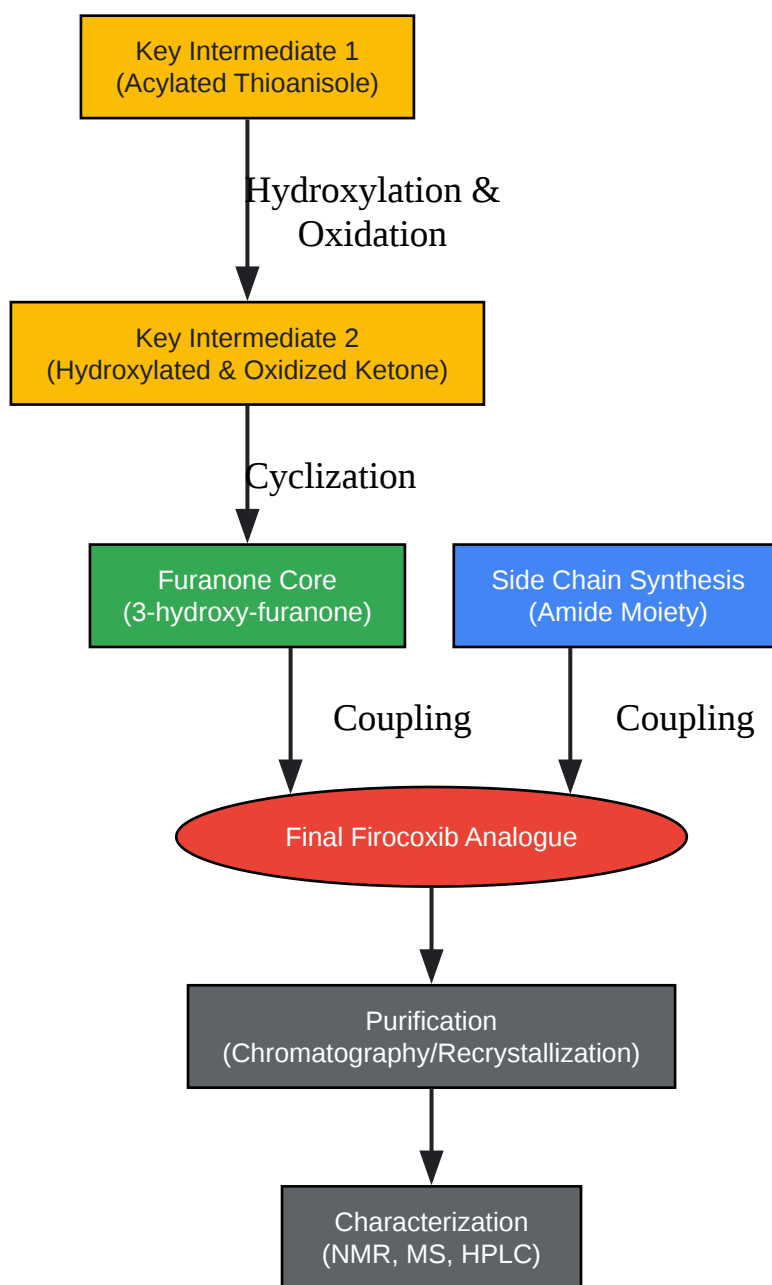 Key Intermediate 1
(Acylated Thioanisole)
Hydroxylation &
Oxidation
Key Intermediate 2
(Hydroxylated & Oxidized Ketone)
Cyclization
Furanone Core
(3-hydroxy-furanone)
Side Chain Synthesis
(Amide Moiety)
Coupling
Coupling
Final Firocoxib Analogue
Purification
(Chromatography/Recrystallization)
Characterization
(NMR, MS, HPLC)